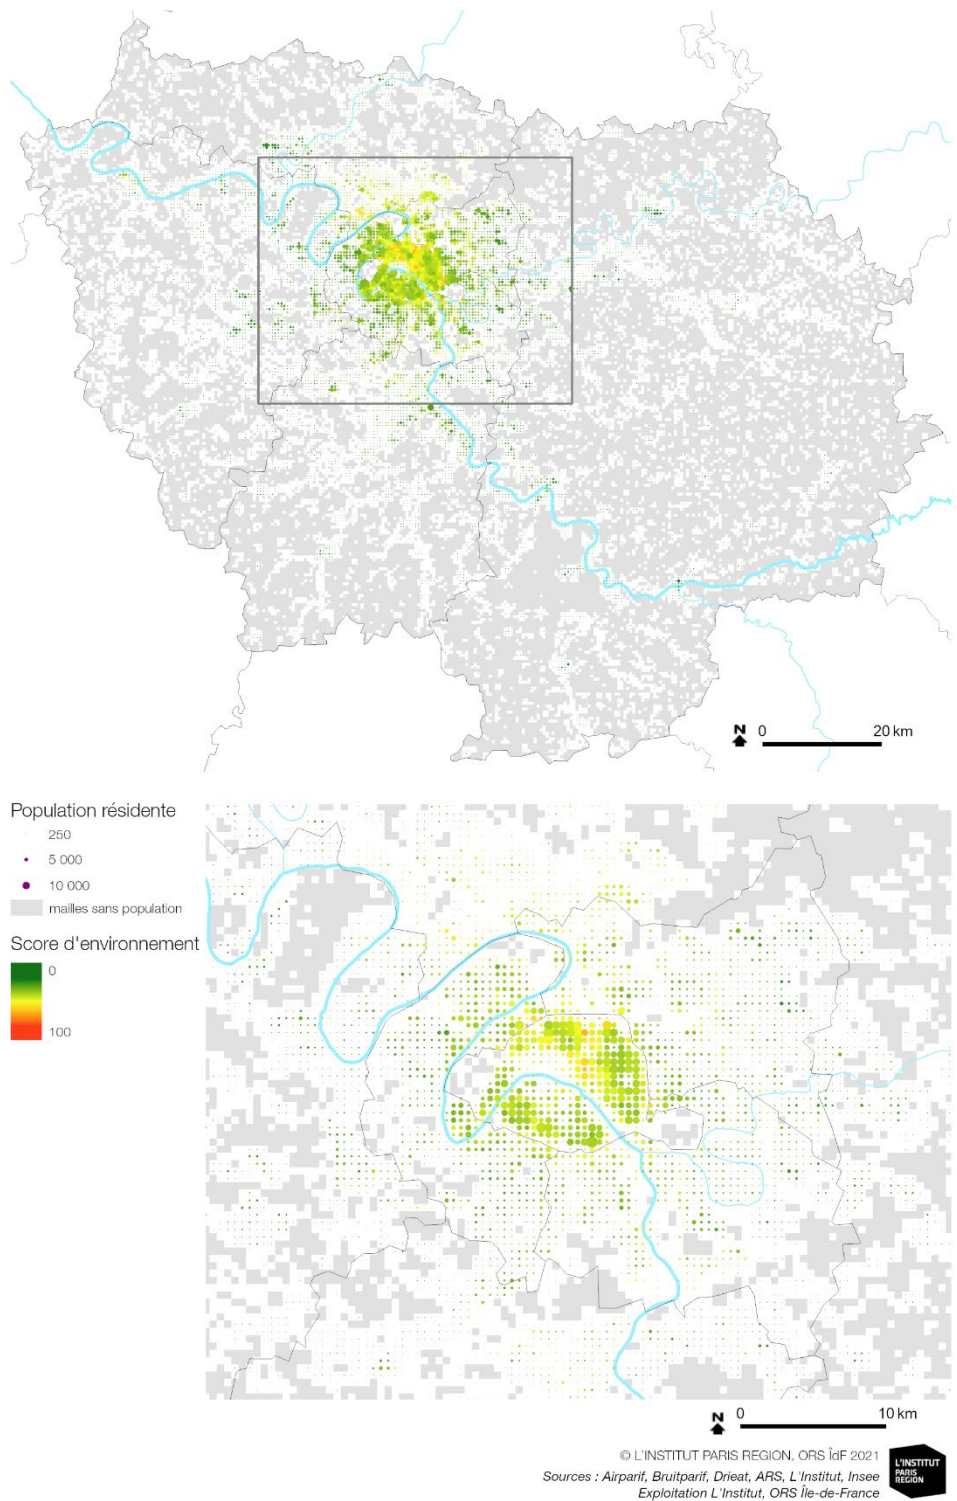 N
0 20 km
Population résidente
250
5 000
10 000
mailles sans population
Score d'environnement
0
100
N
0 10 km
© L'INSTITUT PARIS REGION, ORS ÎdF 2021
Sources : Airparif, Bruitparif, Drieat, ARS, L'Institut, Insee
Exploitation L'Institut, ORS Île-de-France
L'INSTITUT
PARIS
REGION